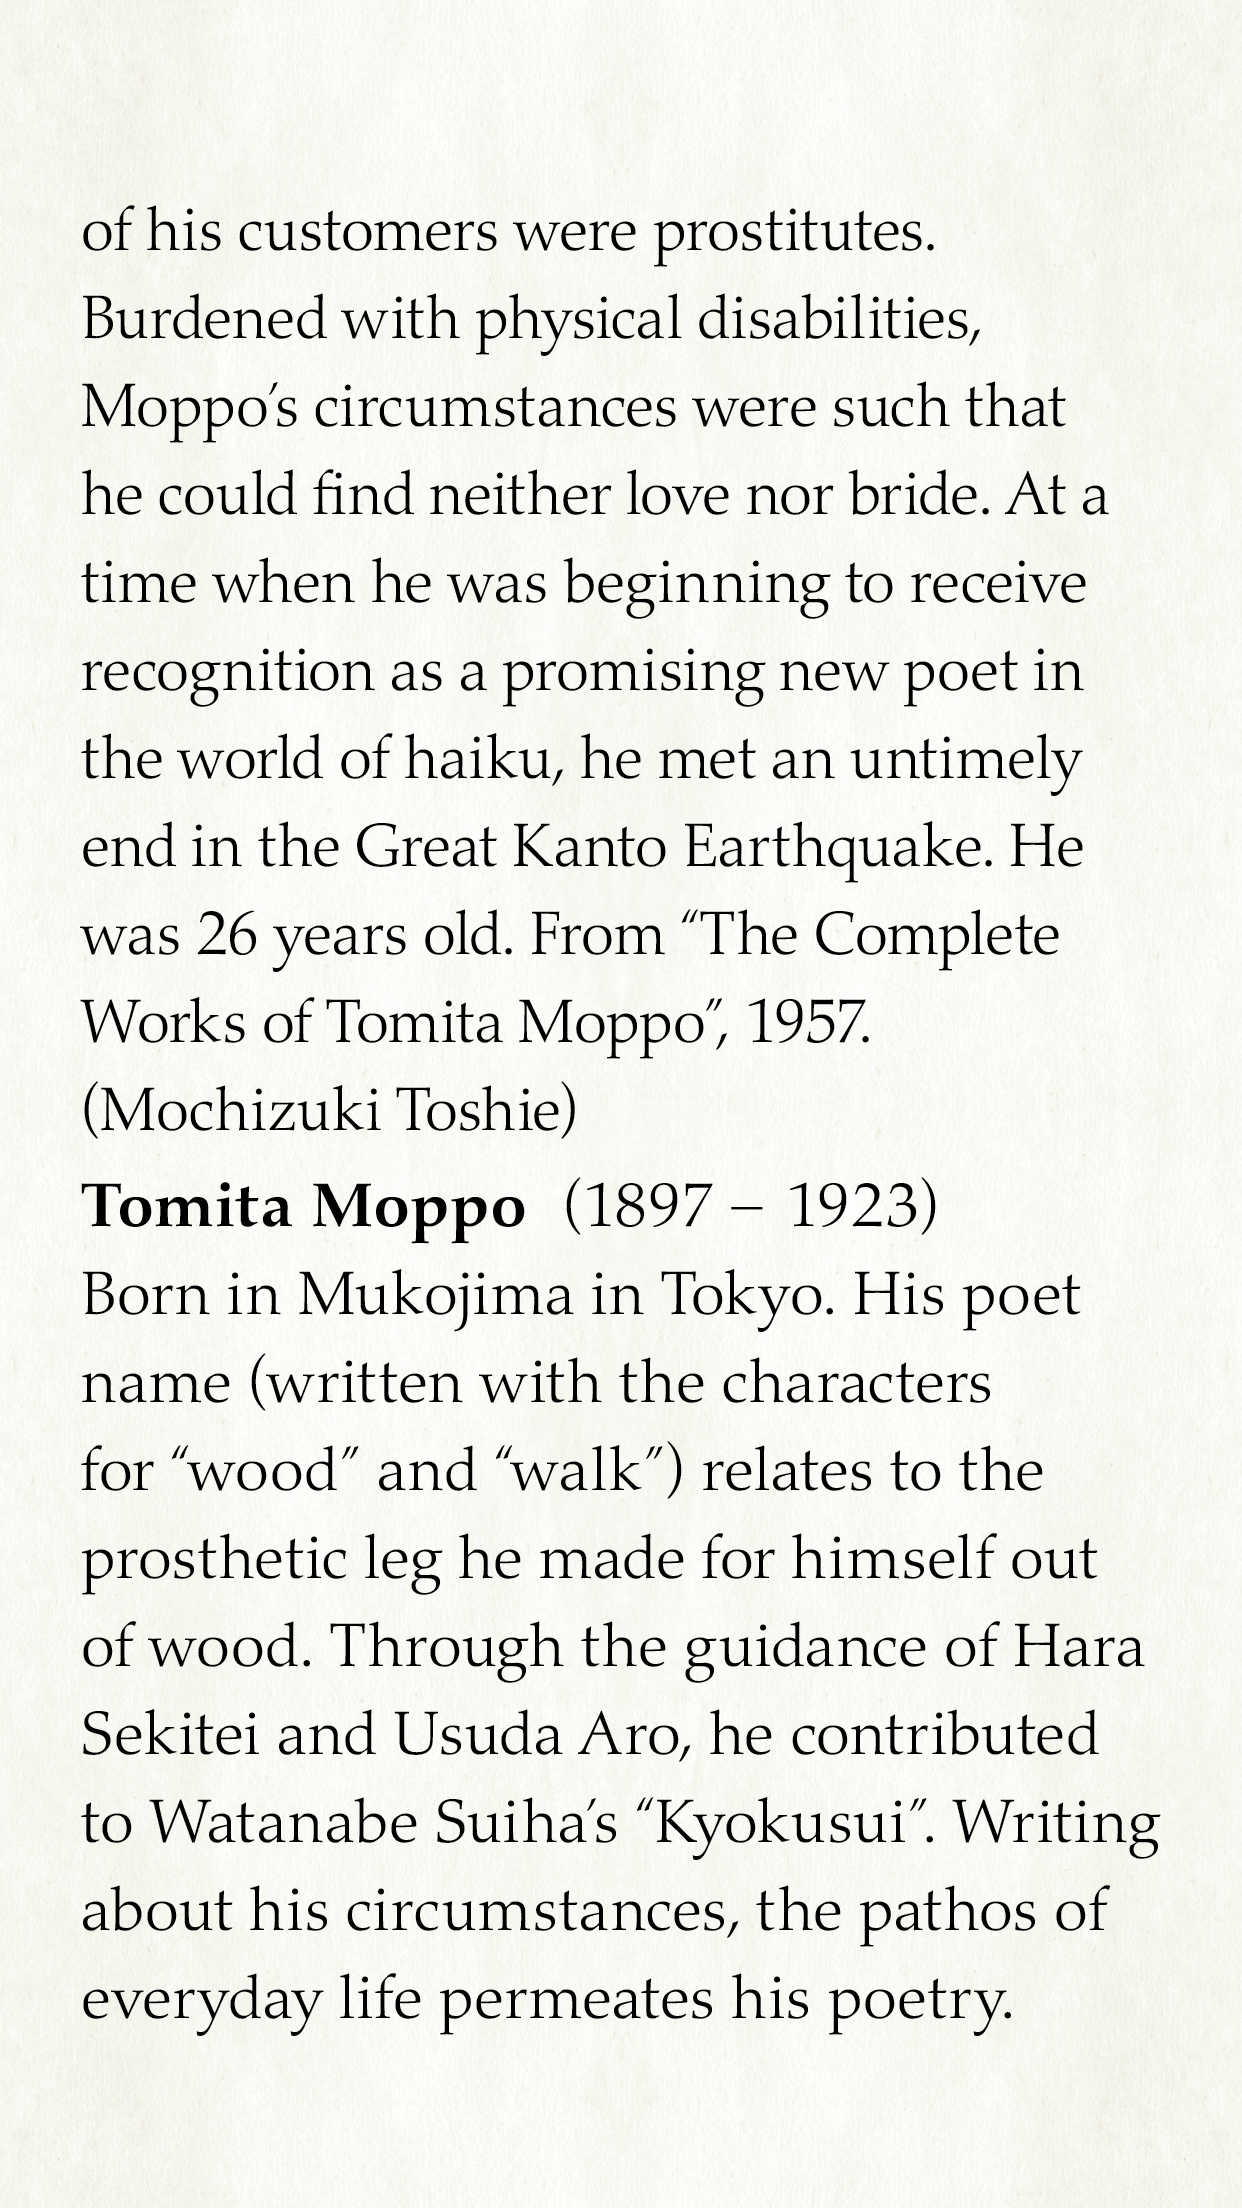 of his customers were prostitutes.
Burdened with physical disabilities,
Moppo’s circumstances were such that
he could find neither love nor bride. At a
time when he was beginning to receive
recognition as a promising new poet in
the world of haiku, he met an untimely
end in the Great Kanto Earthquake. He
was 26 years old. From “The Complete
Works of Tomita Moppo”, 1957.
(Mochizuki Toshie)
Tomita Moppo (1897 – 1923)
Born in Mukojima in Tokyo. His poet
name (written with the characters
for “wood” and “walk”) relates to the
prosthetic leg he made for himself out
of wood. Through the guidance of Hara
Sekitei and Usuda Aro, he contributed
to Watanabe Suiha’s “Kyokusui”. Writing
about his circumstances, the pathos of
everyday life permeates his poetry.